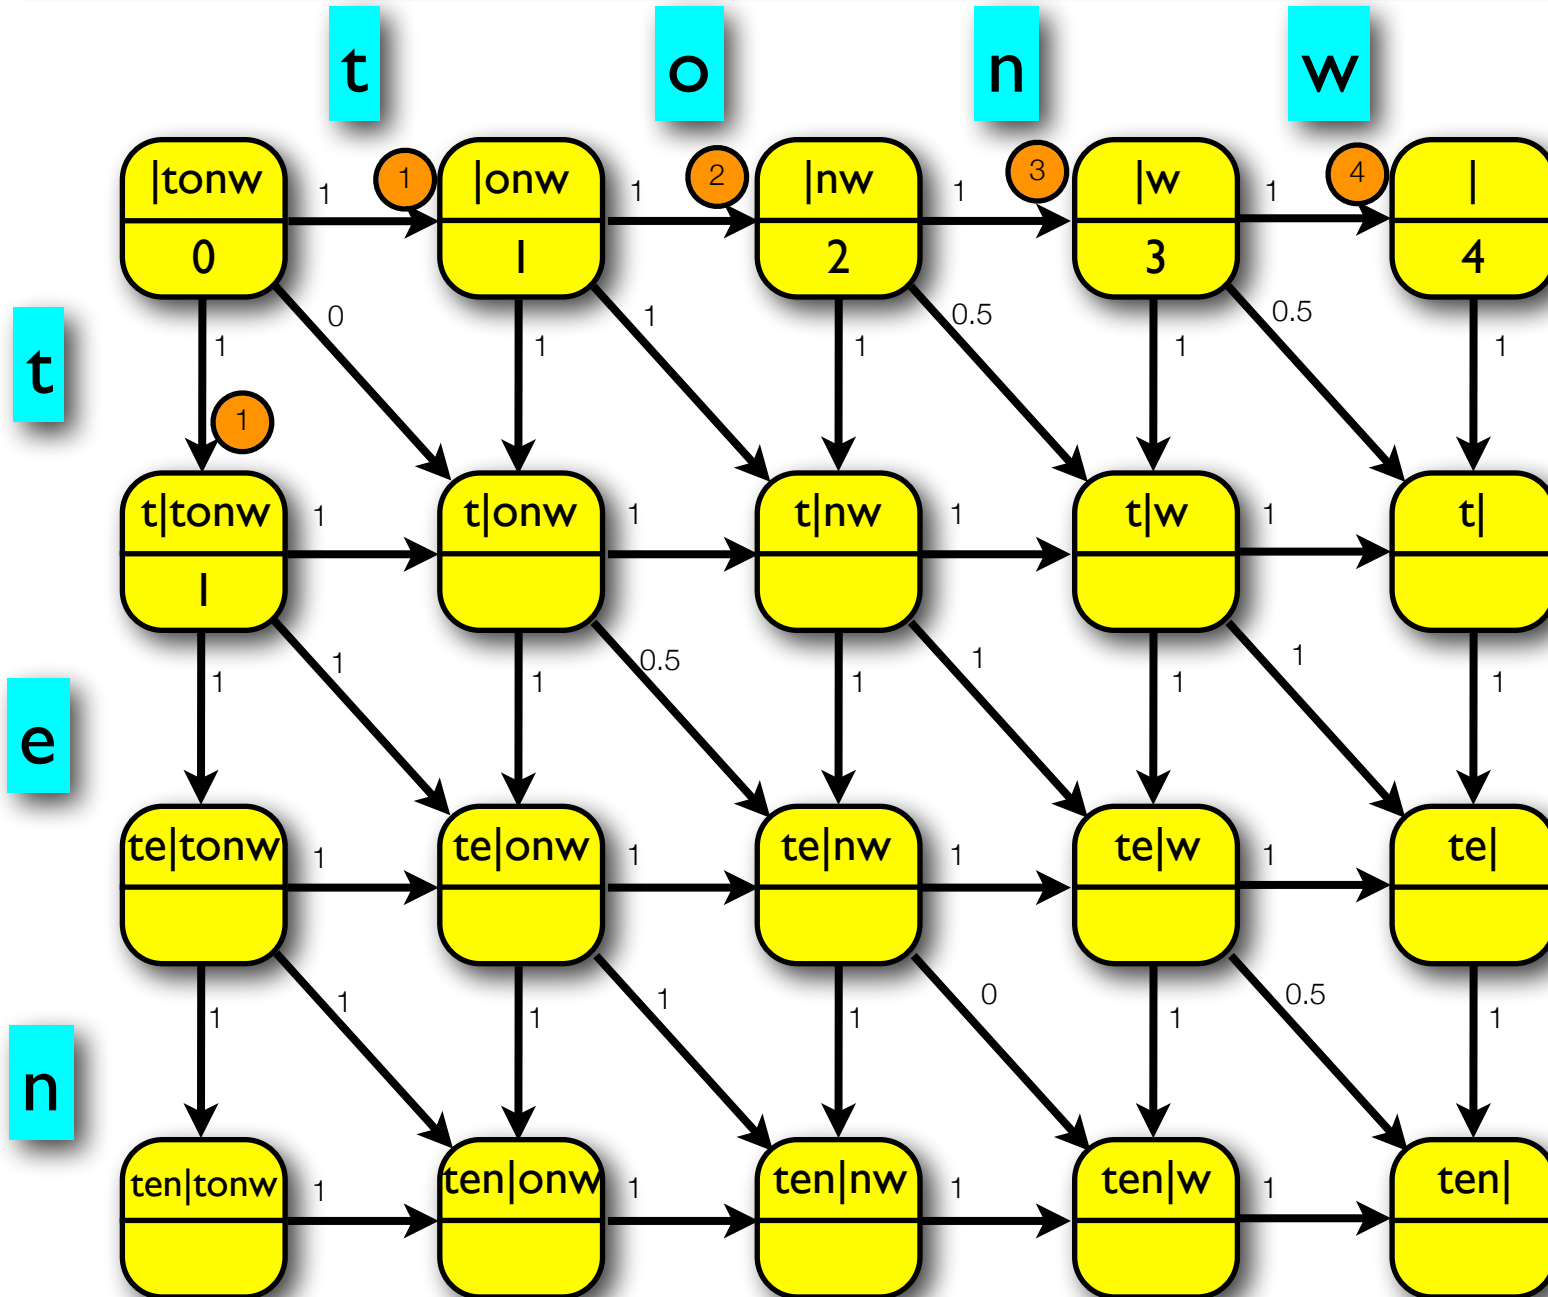 t o n w
|tonw 1 1 |onw 1 2 |nw 1 3 |w 1 4 |
0 1 2 3 4
t 1 0 1 1 1 0.5 1 0.5 1
1
t|tonw 1 t|onw 1 t|nw 1 t|w 1 t|
1
e 1 1 1 0.5 1 1 1 1 1
te|tonw 1 te|onw 1 te|nw 1 te|w 1 te|
n 1 1 1 1 1 0 1 0.5 1
ten|tonw 1 ten|onw 1 ten|nw 1 ten|w 1 ten|